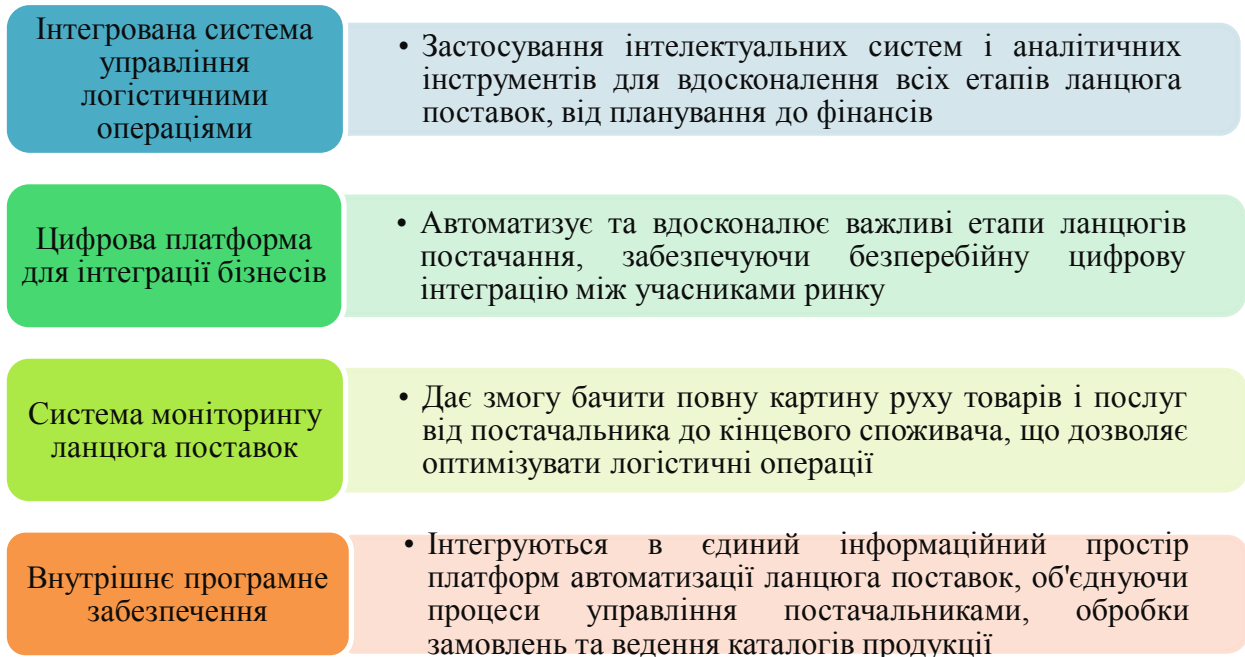 Інтегрована система
управління
логістичними
операціями
• Застосування інтелектуальних систем і аналітичних
інструментів для вдосконалення всіх етапів ланцюга
поставок, від планування до фінансів
Цифрова платформа
для інтеграції бізнесів
• Автоматизує та вдосконалює важливі етапи ланцюгів
постачання, забезпечуючи безперебійну цифрову
інтеграцію між учасниками ринку
Система моніторингу
ланцюга поставок
• Дає змогу бачити повну картину руху товарів і послуг
від постачальника до кінцевого споживача, що дозволяє
оптимізувати логістичні операції
Внутрішнє програмне
забезпечення
• Інтегруються в єдиний інформаційний простір
платформ автоматизації ланцюга поставок, об'єднуючи
процеси управління постачальниками, обробки
замовлень та ведення каталогів продукції